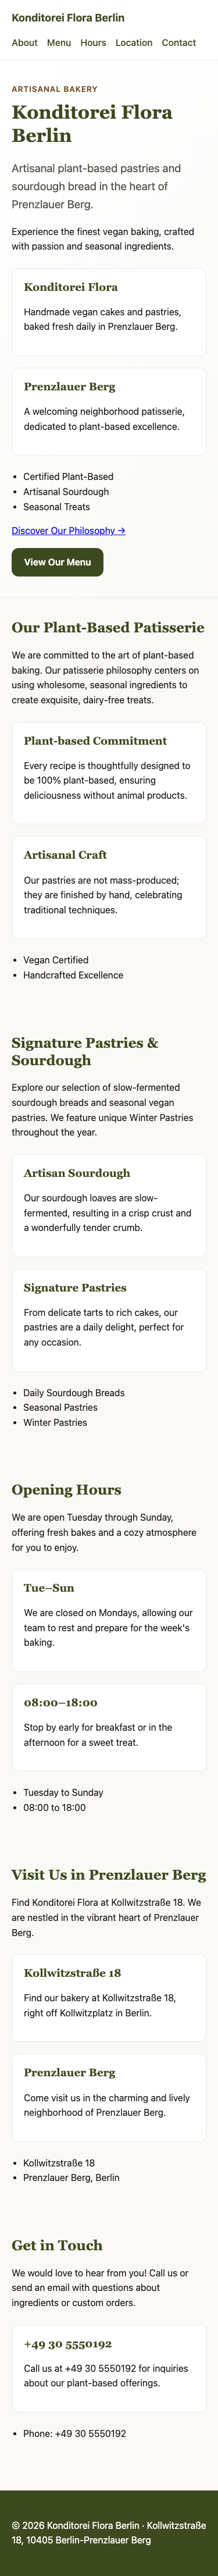 Konditorei Flora Berlin
About Menu Hours Location Contact
ARTISANAL BAKERY
Konditorei Flora
Berlin
Artisanal plant-based pastries and
sourdough bread in the heart of
Prenzlauer Berg.
Experience the finest vegan baking, crafted
with passion and seasonal ingredients.
Konditorei Flora
Handmade vegan cakes and pastries,
baked fresh daily in Prenzlauer Berg.
Prenzlauer Berg
A welcoming neighborhood patisserie,
dedicated to plant-based excellence.
• Certified Plant-Based
• Artisanal Sourdough
• Seasonal Treats
Discover Our Philosophy →
View Our Menu
Our Plant-Based Patisserie
We are committed to the art of plant-based
baking. Our patisserie philosophy centers on
using wholesome, seasonal ingredients to
create exquisite, dairy-free treats.
Plant-based Commitment
Every recipe is thoughtfully designed to
be 100% plant-based, ensuring
deliciousness without animal products.
Artisanal Craft
Our pastries are not mass-produced;
they are finished by hand, celebrating
traditional techniques.
• Vegan Certified
• Handcrafted Excellence
Signature Pastries &
Sourdough
Explore our selection of slow-fermented
sourdough breads and seasonal vegan
pastries. We feature unique Winter Pastries
throughout the year.
Artisan Sourdough
Our sourdough loaves are slow-
fermented, resulting in a crisp crust and
a wonderfully tender crumb.
Signature Pastries
From delicate tarts to rich cakes, our
pastries are a daily delight, perfect for
any occasion.
• Daily Sourdough Breads
• Seasonal Pastries
• Winter Pastries
Opening Hours
We are open Tuesday through Sunday,
offering fresh bakes and a cozy atmosphere
for you to enjoy.
Tue–Sun
We are closed on Mondays, allowing our
team to rest and prepare for the week's
baking.
08:00–18:00
Stop by early for breakfast or in the
afternoon for a sweet treat.
• Tuesday to Sunday
• 08:00 to 18:00
Visit Us in Prenzlauer Berg
Find Konditorei Flora at Kollwitzstraße 18. We
are nestled in the vibrant heart of Prenzlauer
Berg.
Kollwitzstraße 18
Find our bakery at Kollwitzstraße 18,
right off Kollwitzplatz in Berlin.
Prenzlauer Berg
Come visit us in the charming and lively
neighborhood of Prenzlauer Berg.
• Kollwitzstraße 18
• Prenzlauer Berg, Berlin
Get in Touch
We would love to hear from you! Call us or
send an email with questions about
ingredients or custom orders.
+49 30 5550192
Call us at +49 30 5550192 for inquiries
about our plant-based offerings.
• Phone: +49 30 5550192
© 2026 Konditorei Flora Berlin · Kollwitzstraße
18, 10405 Berlin-Prenzlauer Berg